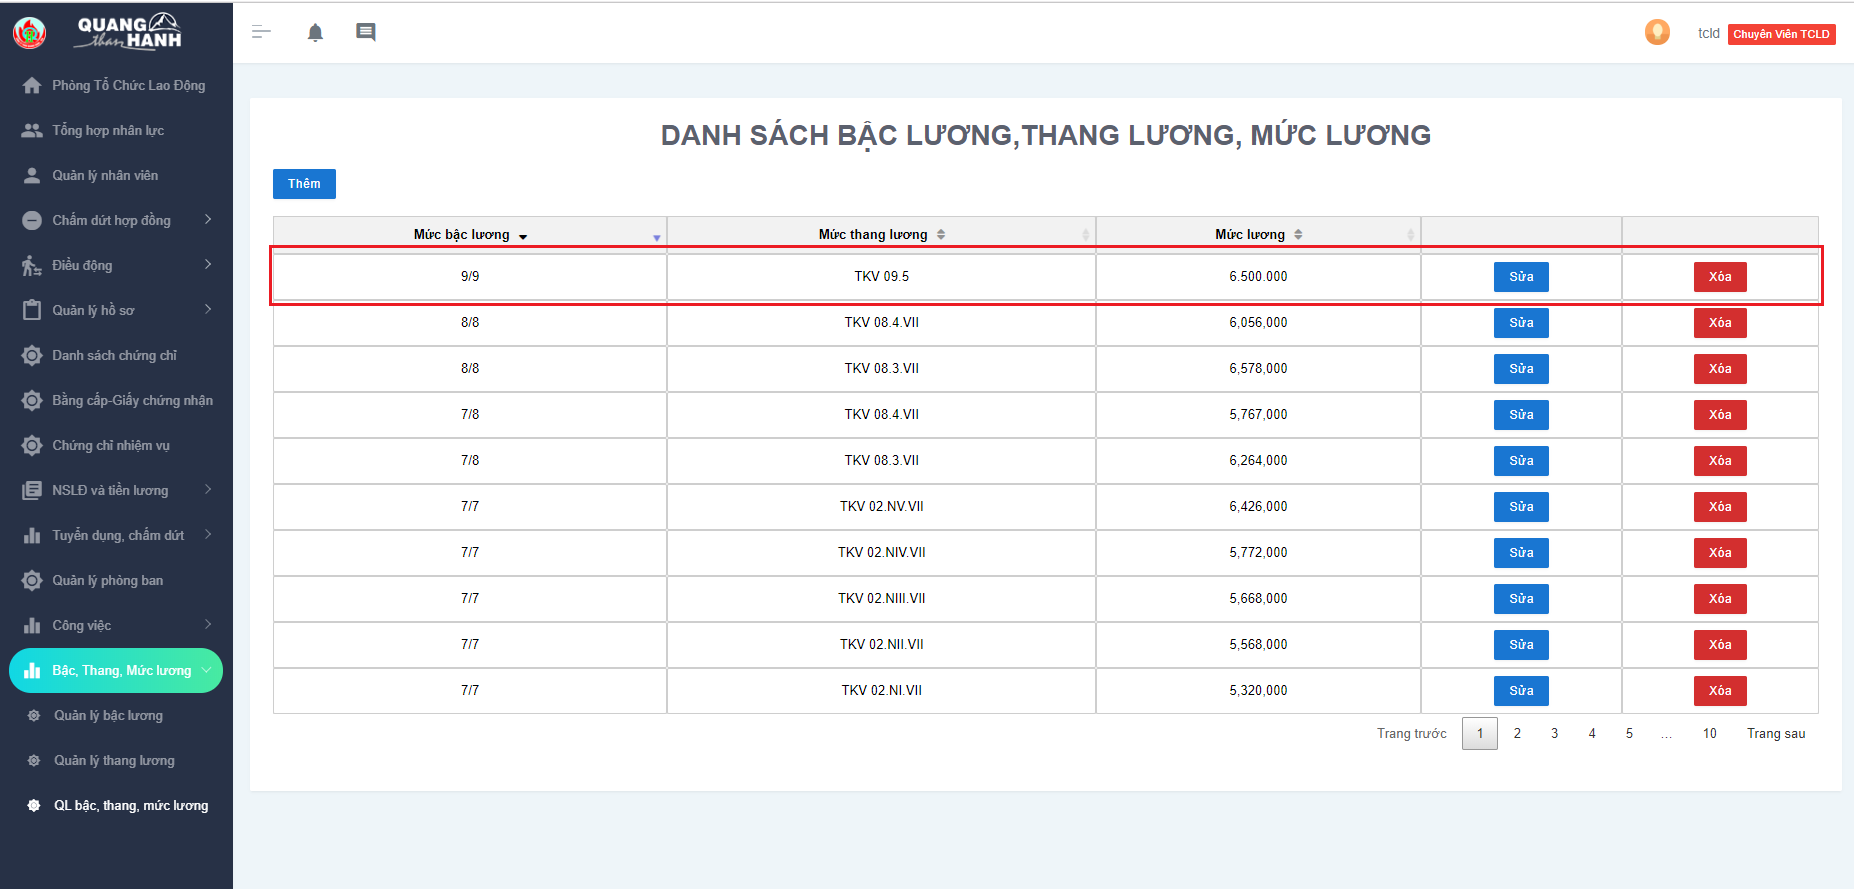 QUANG
than HANH
tcld Chuyên Viên TCLD
Phòng Tổ Chức Lao Động
Tổng hợp nhân lực
Quản lý nhân viên
Chấm dứt hợp đồng
Điều động
Quản lý hồ sơ
Danh sách chứng chỉ
Bằng cấp-Giấy chứng nhận
Chứng chỉ nhiệm vụ
NSLĐ và tiền lương
Tuyển dụng, chấm dứt
Quản lý phòng ban
Công việc
Bậc, Thang, Mức lương
Quản lý bậc lương
Quản lý thang lương
QL bậc, thang, mức lương
DANH SÁCH BẬC LƯƠNG,THANG LƯƠNG, MỨC LƯƠNG
Thêm
Mức bậc lương Mức thang lương Mức lương
9/9 TKV 09.5 6.500.000 Sửa Xóa
8/8 TKV 08.4.VII 6,056,000 Sửa Xóa
8/8 TKV 08.3.VII 6,578,000 Sửa Xóa
7/8 TKV 08.4.VII 5,767,000 Sửa Xóa
7/8 TKV 08.3.VII 6,264,000 Sửa Xóa
7/7 TKV 02.NV.VII 6,426,000 Sửa Xóa
7/7 TKV 02.NIV.VII 5,772,000 Sửa Xóa
7/7 TKV 02.NIII.VII 5,668,000 Sửa Xóa
7/7 TKV 02.NII.VII 5,568,000 Sửa Xóa
7/7 TKV 02.NI.VII 5,320,000 Sửa Xóa
Trang trước 1 2 3 4 5 ... 10 Trang sau